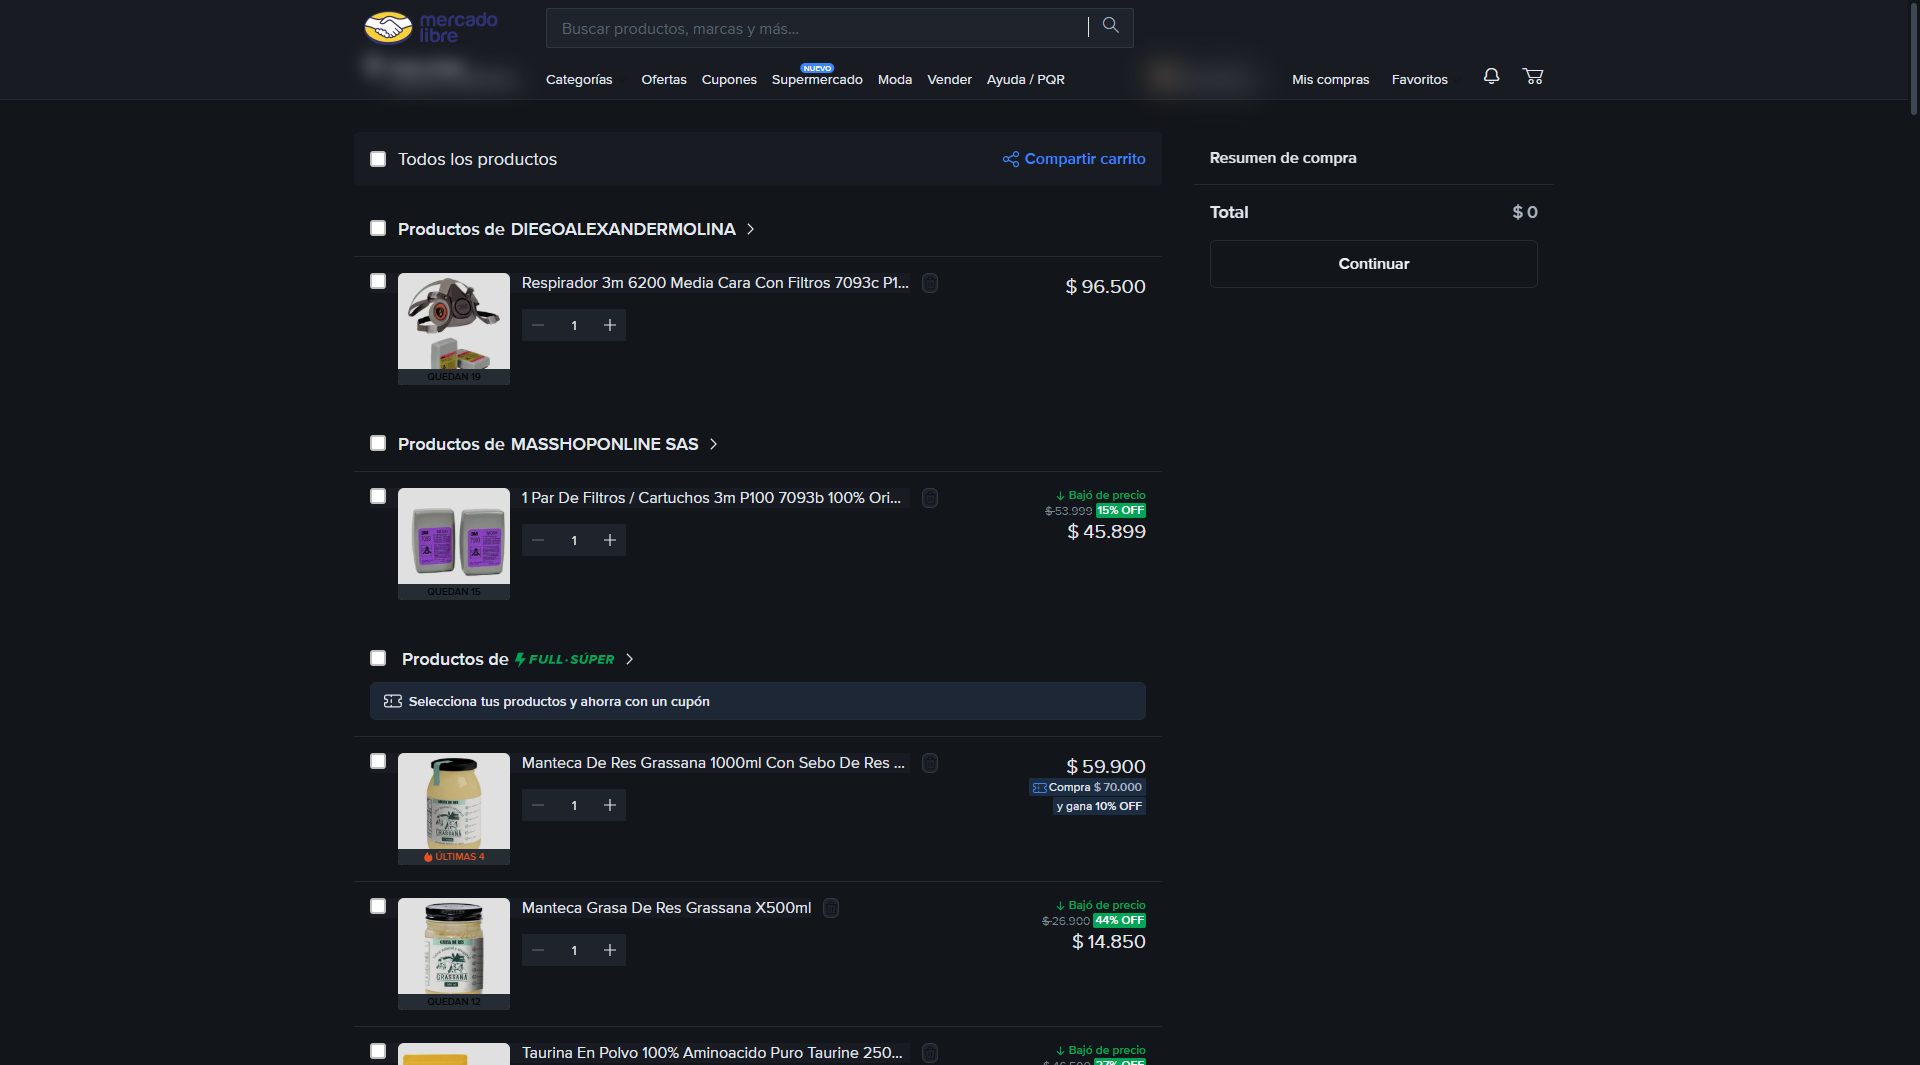 mercado
libre
Buscar productos, marcas y más...
Categorías
Ofertas
Cupones
NUEVO
Supermercado
Moda
Vender
Ayuda / PQR
Mis compras
Favoritos
Todos los productos
Compartir carrito
Resumen de compra
Total
$ 0
Continuar
Productos de DIEGOALEXANDERMOLINA
Respirador 3m 6200 Media Cara Con Filtros 7093c P1...
$ 96.500
1
QUEDAN 19
Productos de MASSHOPONLINE SAS
1 Par De Filtros / Cartuchos 3m P100 7093b 100% Ori...
Bajó de precio
$ 53.999 15% OFF
$ 45.899
1
QUEDAN 15
Productos de FULL·SÚPER
Selecciona tus productos y ahorra con un cupón
Manteca De Res Grassana 1000ml Con Sebo De Res ...
$ 59.900
Compra $ 70.000
y gana 10% OFF
1
GRASSANA
ÚLTIMAS 4
Manteca Grasa De Res Grassana X500ml
Bajó de precio
$ 26.900 44% OFF
$ 14.850
1
GRASA DE RES
GRASSANA
QUEDAN 12
Taurina En Polvo 100% Aminoacido Puro Taurine 250...
Bajó de precio